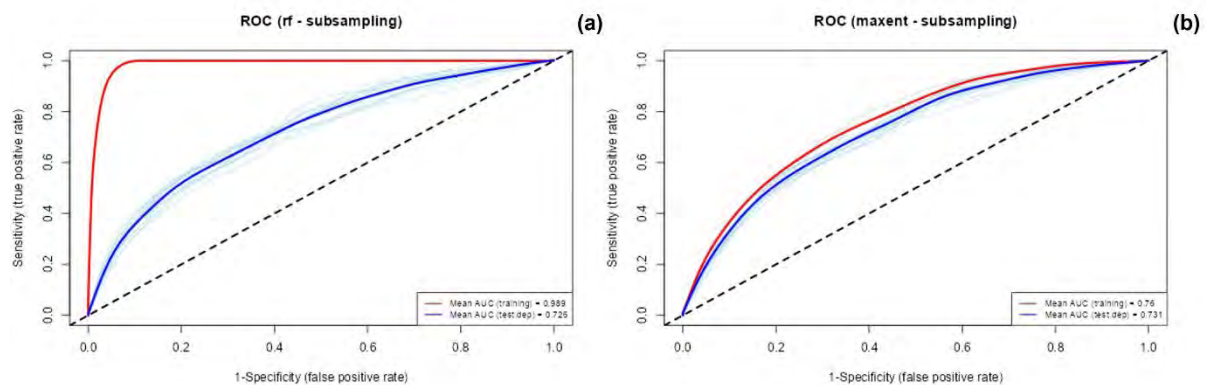 ROC (rf - subsampling)
(a)
Sensitivity (true positive rate)
1.0
0.8
0.6
0.4
0.2
0.0
Mean AUC (training) = 0.989
Mean AUC (test.dep) = 0.726
0.0 0.2 0.4 0.6 0.8 1.0
1-Specificity (false positive rate)
ROC (maxent - subsampling)
(b)
Sensitivity (true positive rate)
1.0
0.8
0.6
0.4
0.2
0.0
Mean AUC (training) = 0.76
Mean AUC (test.dep) = 0.731
0.0 0.2 0.4 0.6 0.8 1.0
1-Specificity (false positive rate)